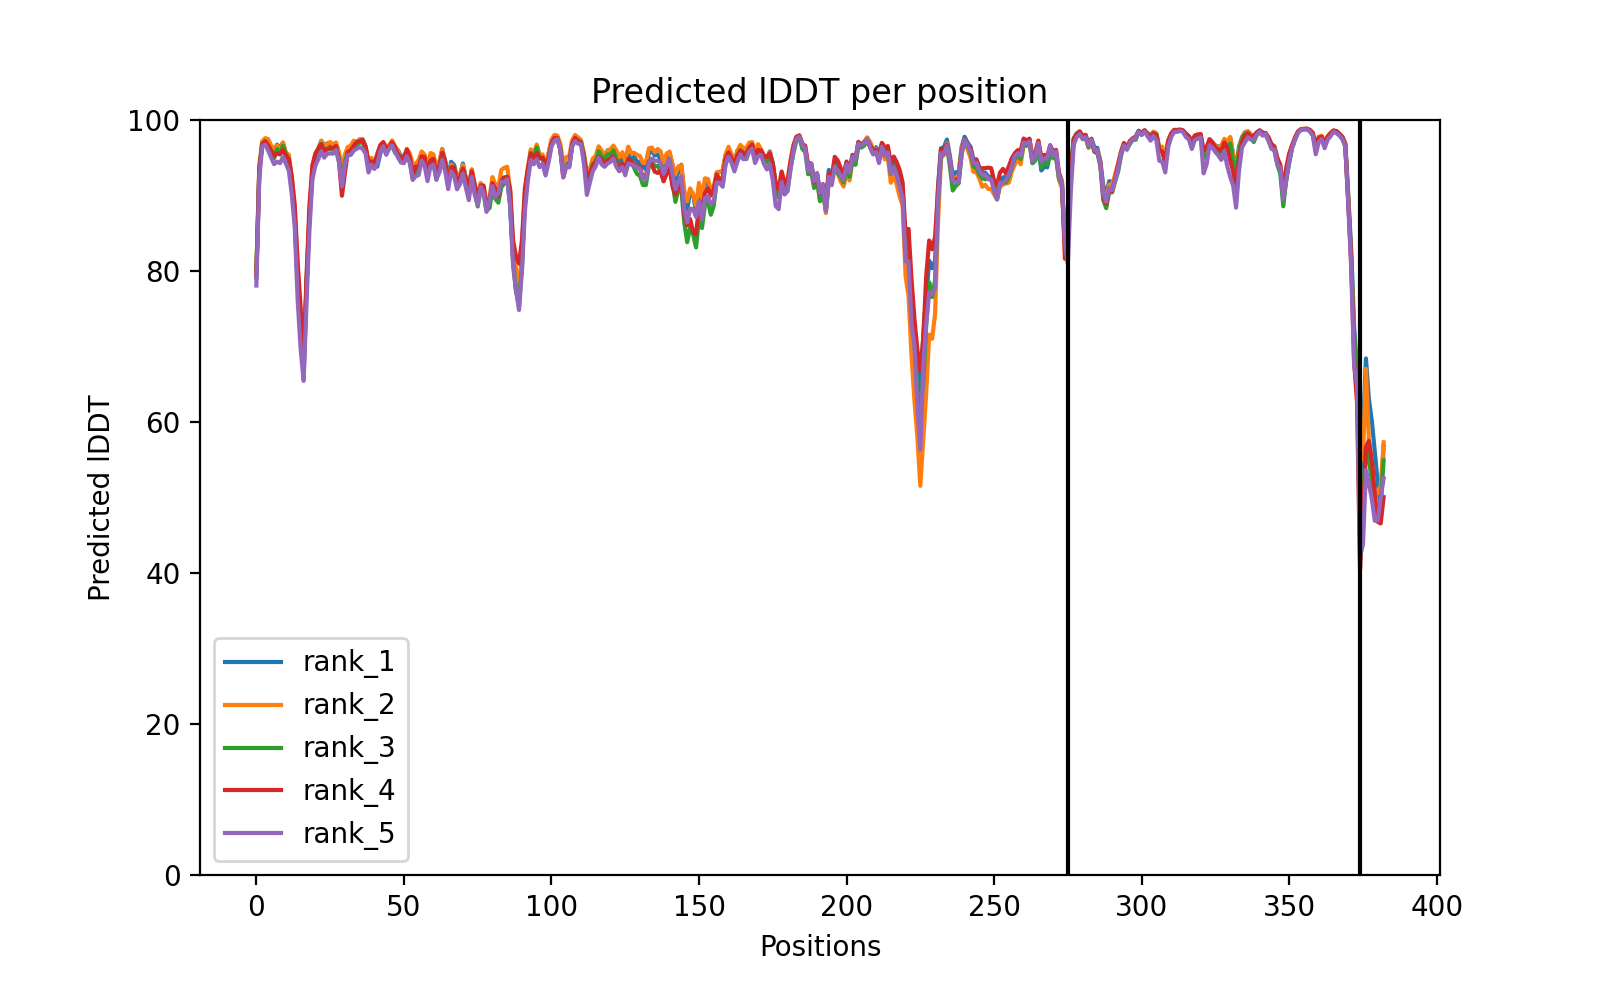 Predicted lDDT per position
100
80
60
40
20
0
Predicted lDDT
rank_1
rank_2
rank_3
rank_4
rank_5
0 50 100 150 200 250 300 350 400
Positions